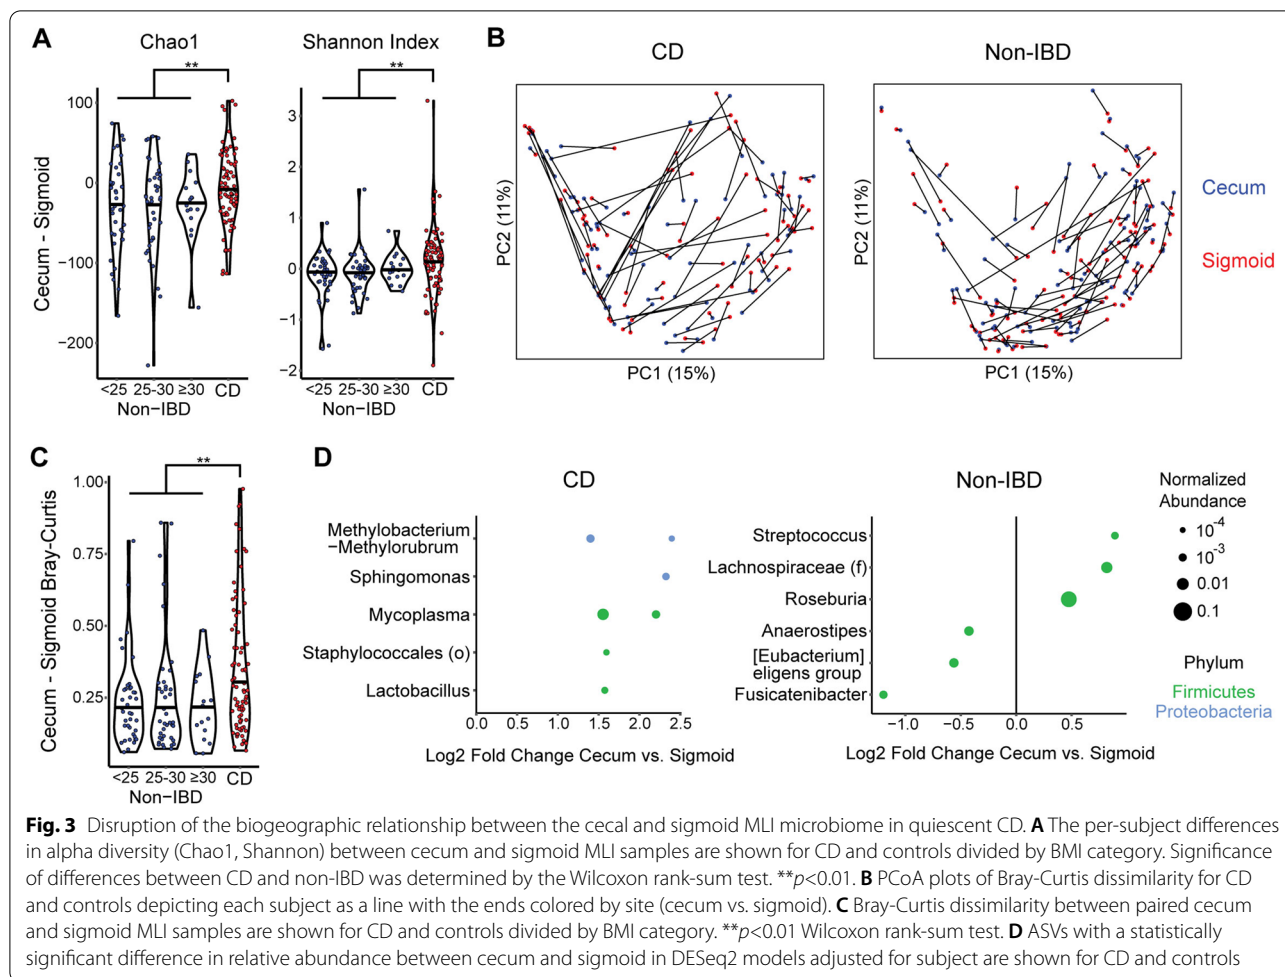 A
Chao1
Shannon Index
**
**
Cecum - Sigmoid
100
0
−100
−200
3
2
1
0
−1
−2
<25 25-30 ≥30 CD
Non−IBD
<25 25-30 ≥30 CD
Non−IBD
B
CD
Non-IBD
PC2 (11%)
PC1 (15%)
PC2 (11%)
PC1 (15%)
Cecum
Sigmoid
C
**
Cecum - Sigmoid Bray-Curtis
1.00
0.75
0.50
0.25
<25 25-30 ≥30 CD
Non−IBD
D
CD
Methylobacterium
−Methylorubrum
Sphingomonas
Mycoplasma
Staphylococcales (o)
Lactobacillus
0.0 0.5 1.0 1.5 2.0 2.5
Log2 Fold Change Cecum vs. Sigmoid
Non-IBD
Streptococcus
Lachnospiraceae (f)
Roseburia
Anaerostipes
[Eubacterium]
eligens group
Fusicatenibacter
−1.0 −0.5 0.0 0.5
Log2 Fold Change Cecum vs. Sigmoid
Normalized
Abundance
10-4
10-3
0.01
0.1
Phylum
Firmicutes
Proteobacteria
Fig. 3 Disruption of the biogeographic relationship between the cecal and sigmoid MLI microbiome in quiescent CD. A The per-subject differences
in alpha diversity (Chao1, Shannon) between cecum and sigmoid MLI samples are shown for CD and controls divided by BMI category. Significance
of differences between CD and non-IBD was determined by the Wilcoxon rank-sum test. **p<0.01. B PCoA plots of Bray-Curtis dissimilarity for CD
and controls depicting each subject as a line with the ends colored by site (cecum vs. sigmoid). C Bray-Curtis dissimilarity between paired cecum
and sigmoid MLI samples are shown for CD and controls divided by BMI category. **p<0.01 Wilcoxon rank-sum test. D ASVs with a statistically
significant difference in relative abundance between cecum and sigmoid in DESeq2 models adjusted for subject are shown for CD and controls